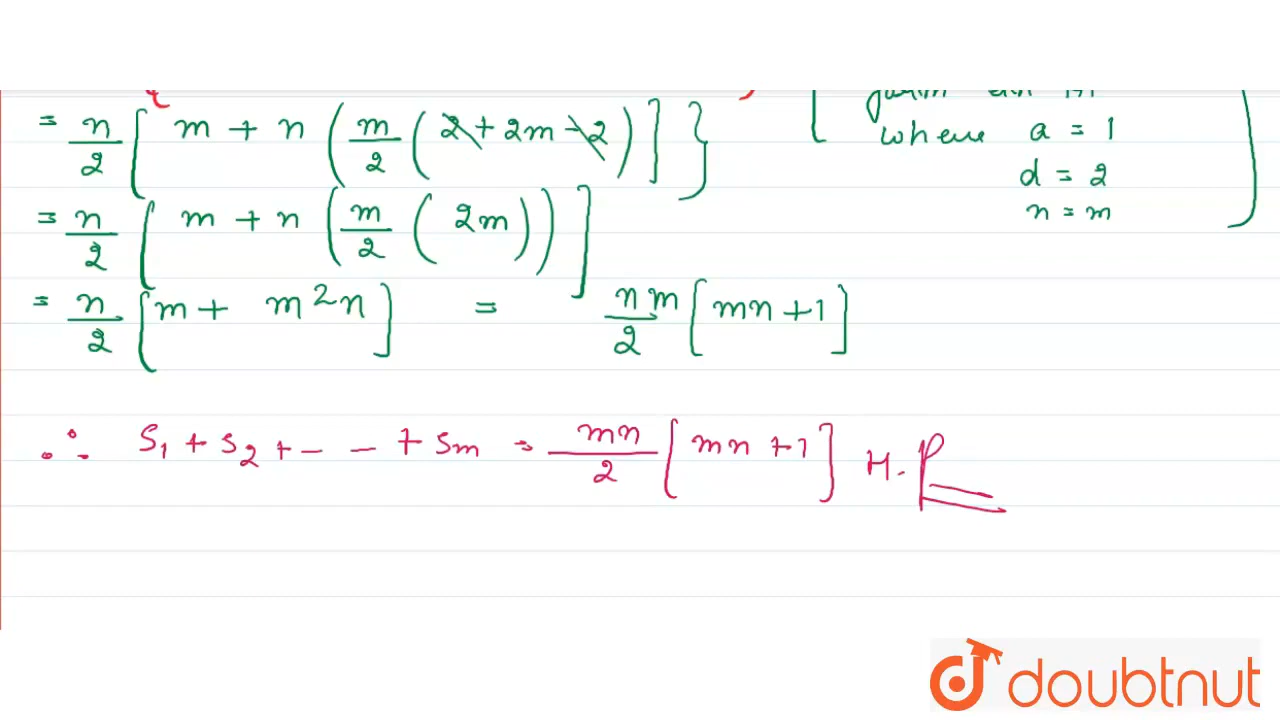 = n/2 [ m + n ( m/2 ( 2 + 2m - 2 ) ] }
where a = 1
d = 2
n = m
= n/2 [ m + n ( m/2 ( 2m ) ) ]
= n/2 [ m + m²n ] = nm/2 [ mn + 1 ]
∴ S₁ + S₂ + - - + Sm = mn/2 [ mn + 1 ] H.P
doubtnut